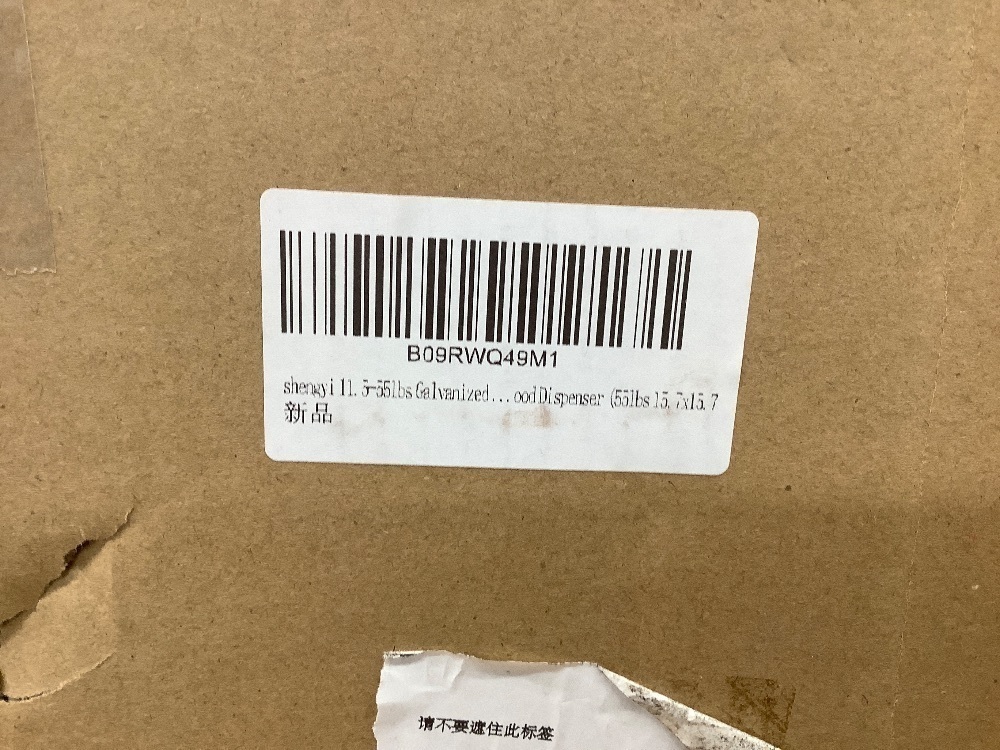 B09RWQ49M1
shengyi 11.5-55lbs Galvanized...ood Dispenser (55lbs 15.7x15.7
新品
请不要遮住此标签